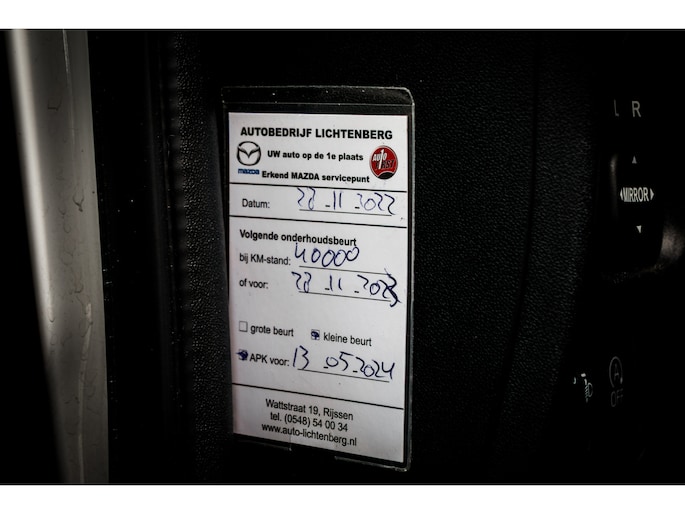 AUTOBEDRIJF LICHTENBERG
UW auto op de 1e plaats
mazda Erkend MAZDA servicepunt
Datum: 28-11-2022
Volgende onderhoudsbeurt
bij KM-stand: 40000
of voor: 28-11-2023
grote beurt kleine beurt
APK voor: 13-05-2024
Wattstraat 19, Rijssen
tel. (0548) 54 00 34
www.auto-lichtenberg.nl
L R
MIRROR
OFF